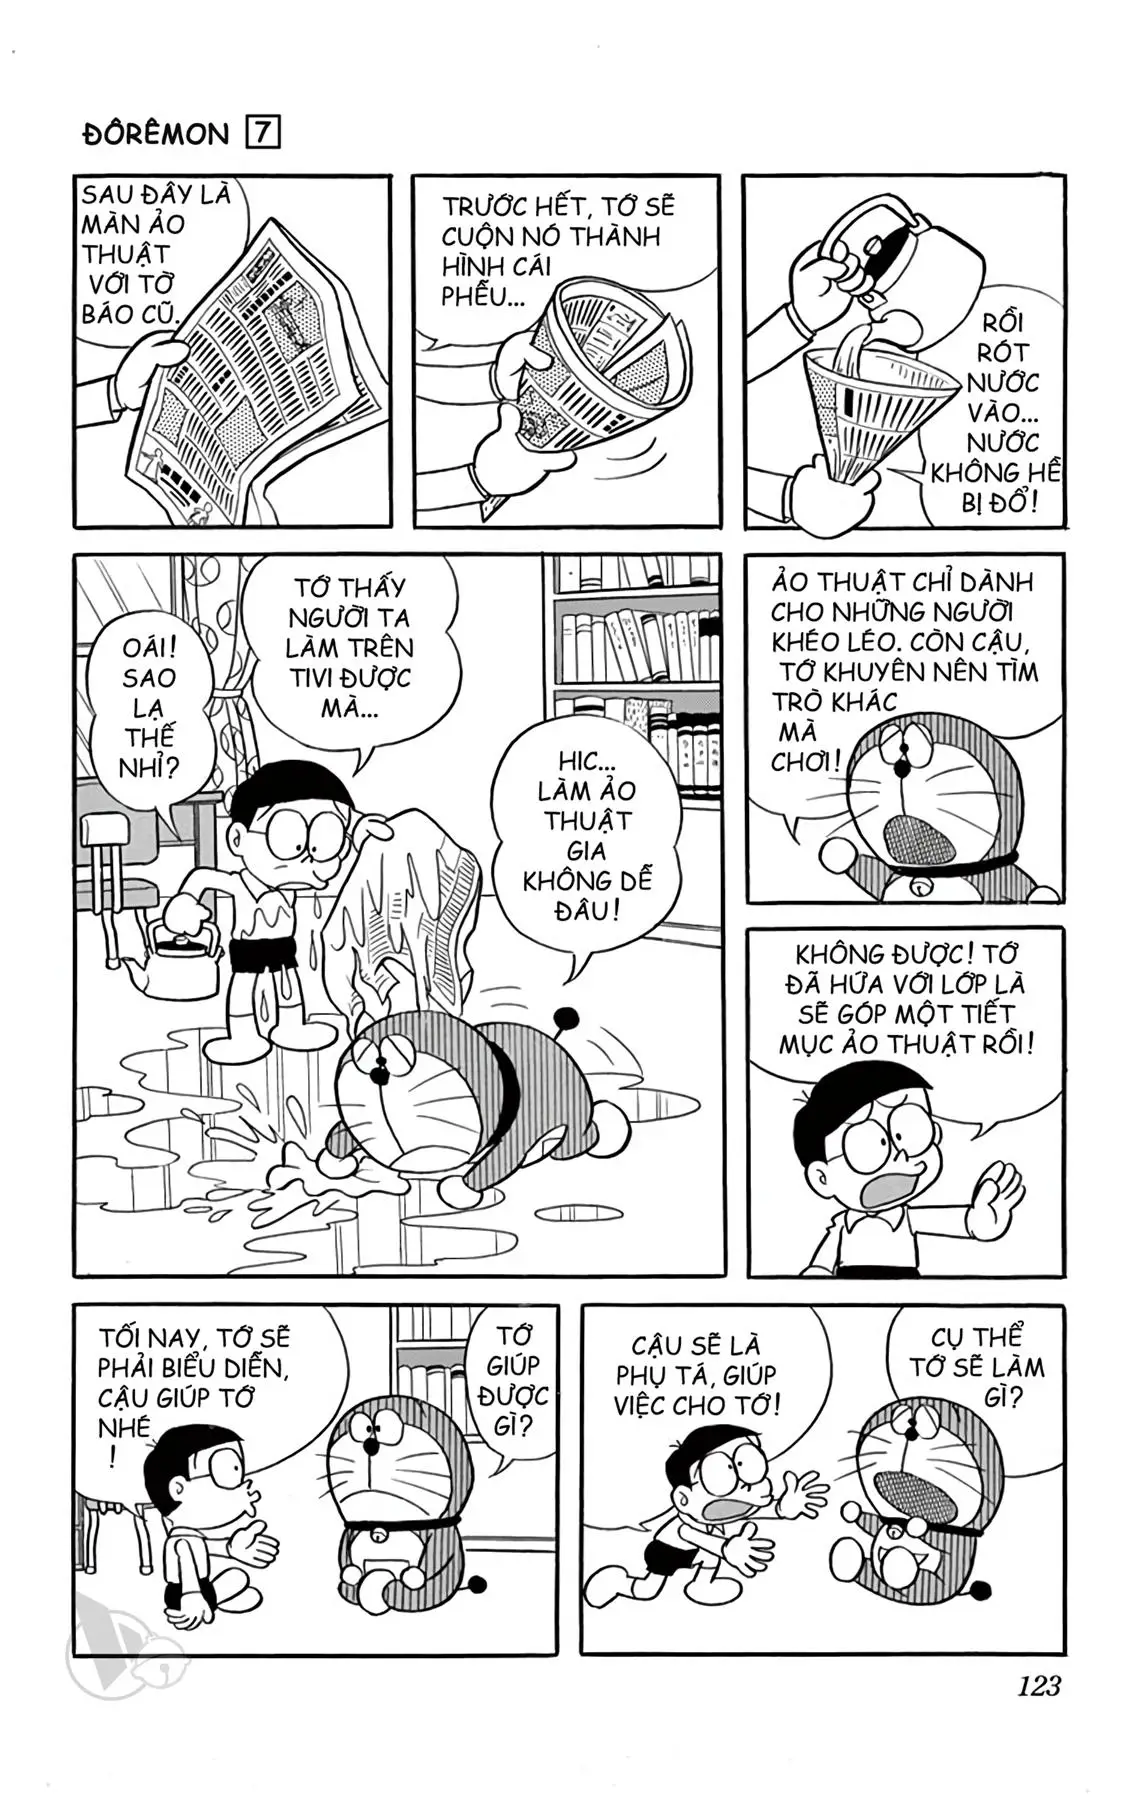 ĐÔRÊMON 7
SAU ĐÂY LÀ
MÀN ẢO
THUẬT
VỚI TỜ
BÁO CŨ.
TRƯỚC HẾT, TỚ SẼ
CUỘN NÓ THÀNH
HÌNH CÁI
PHỄU...
RỒI
RÓT
NƯỚC
VÀO...
NƯỚC
KHÔNG HỀ
BỊ ĐỔ!
OÁI!
SAO
LẠ
THẾ
NHỈ?
TỚ THẤY
NGƯỜI TA
LÀM TRÊN
TIVI ĐƯỢC
MÀ...
HIC...
LÀM ẢO
THUẬT
GIA
KHÔNG DỄ
ĐÂU!
ẢO THUẬT CHỈ DÀNH
CHO NHỮNG NGƯỜI
KHÉO LÉO. CÒN CẬU,
TỚ KHUYÊN NÊN TÌM
TRÒ KHÁC
MÀ
CHƠI!
KHÔNG ĐƯỢC! TỚ
ĐÃ HỨA VỚI LỚP LÀ
SẼ GÓP MỘT TIẾT
MỤC ẢO THUẬT RỒI!
TỐI NAY, TỚ SẼ
PHẢI BIỂU DIỄN,
CẬU GIÚP TỚ
NHÉ
!
TỚ
GIÚP
ĐƯỢC
GÌ?
CẬU SẼ LÀ
PHỤ TÁ, GIÚP
VIỆC CHO TỚ!
CỤ THỂ
TỚ SẼ LÀM
GÌ?
123